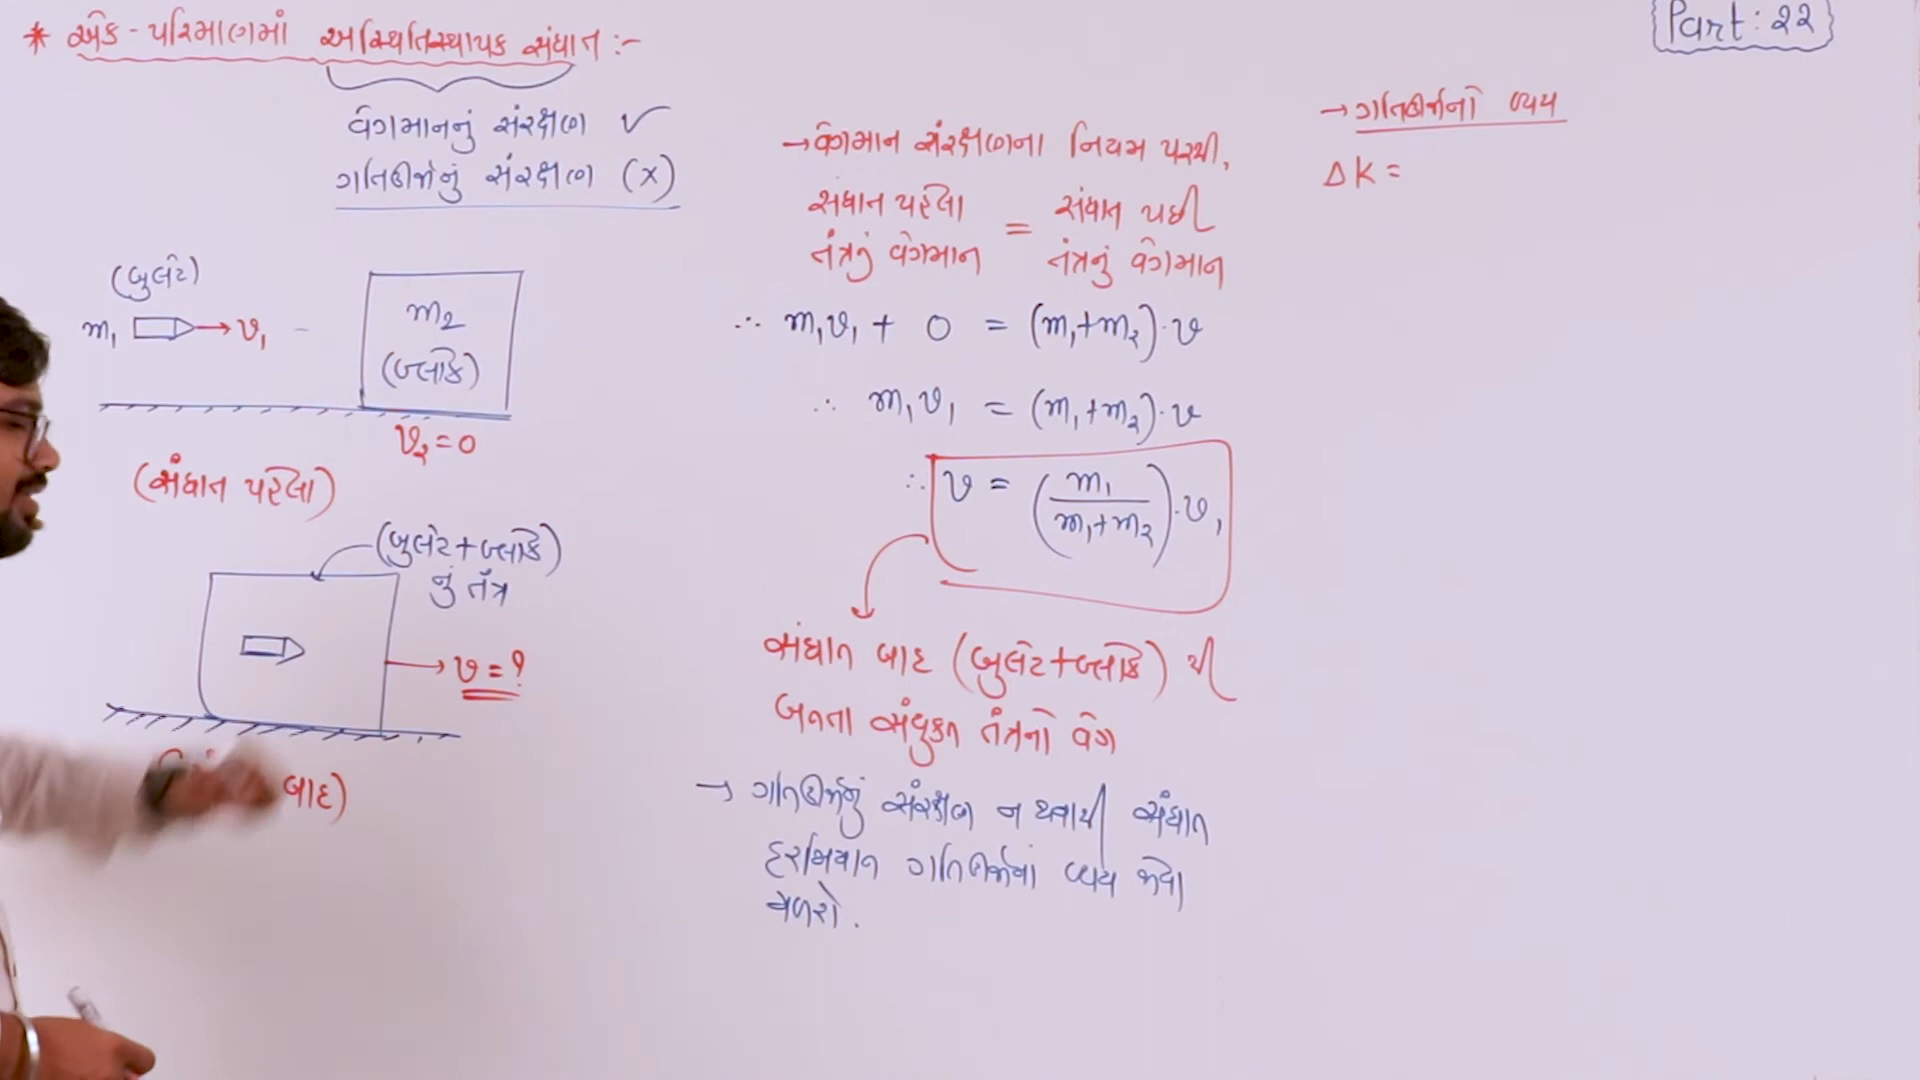 * એક - પરિમાણમાં અસ્થિતિસ્થાપક સંઘાત :-
વેગમાનનું સંરક્ષણ ✓
ગતિઊર્જાનું સંરક્ષણ (x)
(બુલેટ)
m₁ → v₁
m₂
(બ્લોક)
v₂ = 0
(સંઘાત પહેલા)
(બુલેટ+બ્લોક)
નું તંત્ર
→ v = ?
બાદ)
→ વેગમાન સંરક્ષણના નિયમ પરથી,
સંઘાત પહેલા = સંઘાત પછી
તંત્રનું વેગમાન તંત્રનું વેગમાન
∴ m₁v₁ + 0 = (m₁+m₂)·v
∴ m₁v₁ = (m₁+m₂)·v
∴ v = (m₁/(m₁+m₂))·v₁
સંઘાત બાદ (બુલેટ+બ્લોક) થી
બનતા સંયુક્ત તંત્રનો વેગ
→ ગતિઊર્જાનું સંરક્ષણ ન થવાથી સંઘાત
દરમિયાન ગતિઊર્જામાં વ્યય જોવા
મળશે.
Part : 22
→ ગતિઊર્જાનો વ્યય
ΔK =